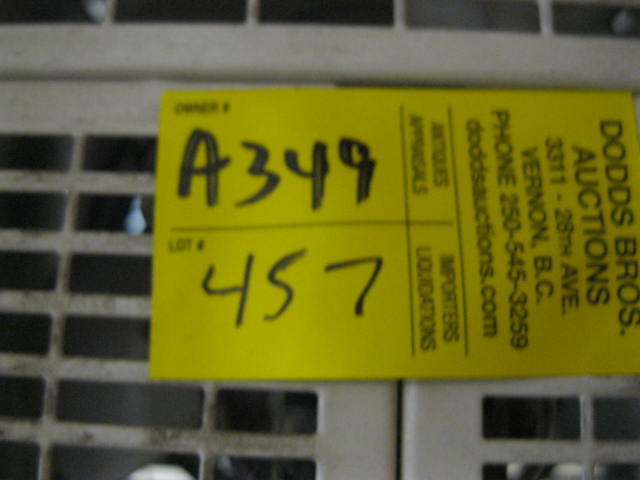 OWNER #
A349
LOT #
457
ANTIQUES
APPRAISALS
IMPORTERS
LIQUIDATIONS
DODDS BROS.
AUCTIONS
3311 - 28TH AVE.
VERNON, B.C.
PHONE 250-545-3259
doddsauctions.com